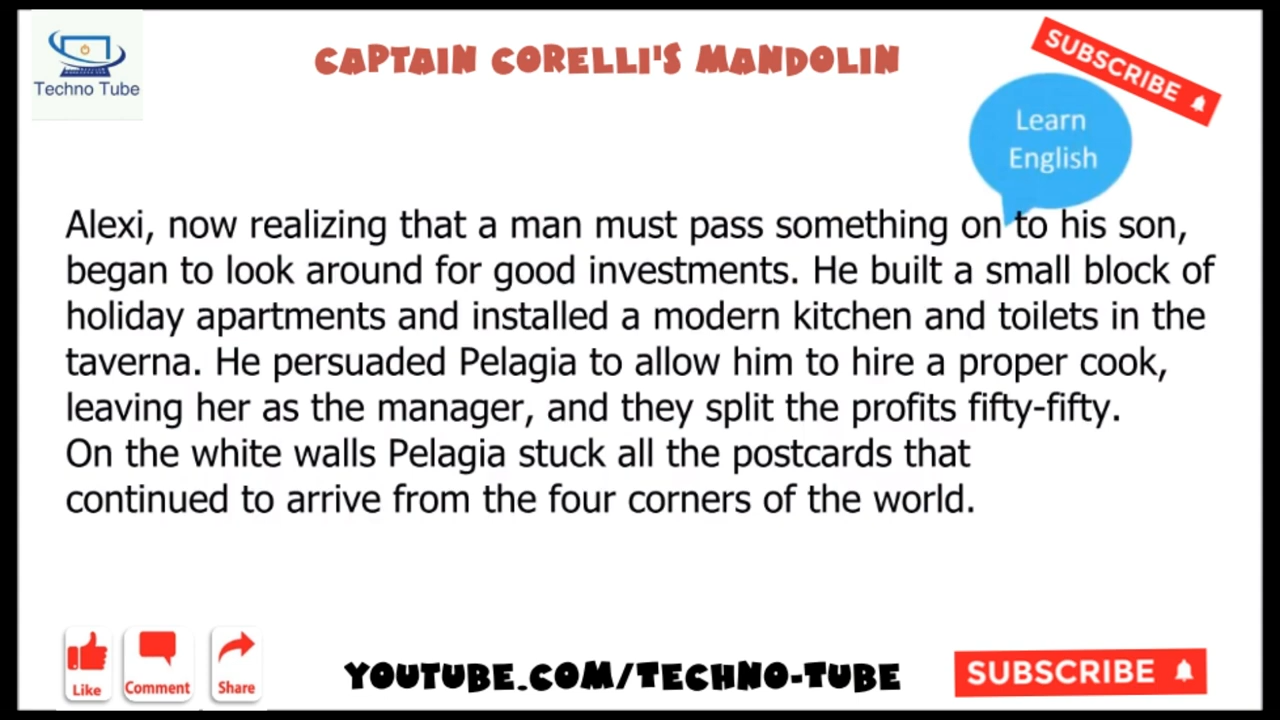 CAPTAIN CORELLI'S MANDOLIN
SUBSCRIBE
Techno Tube
Learn
English
Alexi, now realizing that a man must pass something on to his son,
began to look around for good investments. He built a small block of
holiday apartments and installed a modern kitchen and toilets in the
taverna. He persuaded Pelagia to allow him to hire a proper cook,
leaving her as the manager, and they split the profits fifty-fifty.
On the white walls Pelagia stuck all the postcards that
continued to arrive from the four corners of the world.
Like
Comment
Share
YOUTUBE.COM/TECHNO-TUBE
SUBSCRIBE